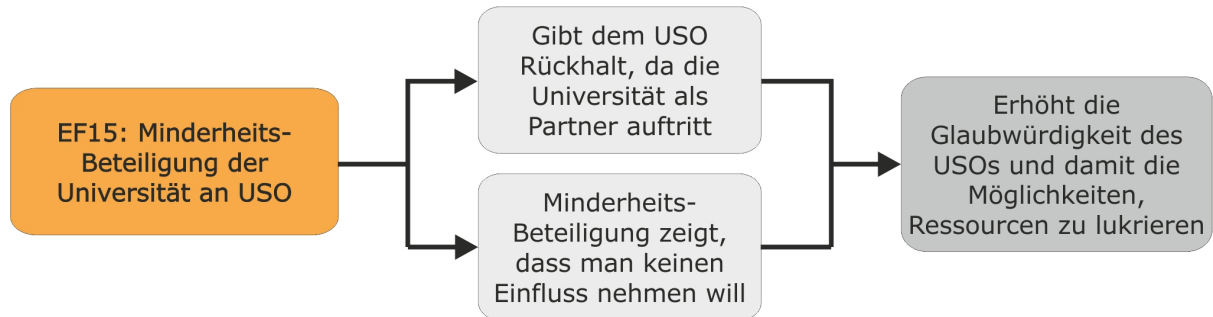 EF15: Minderheits-
Beteiligung der
Universität an USO
Gibt dem USO
Rückhalt, da die
Universität als
Partner auftritt
Minderheits-
Beteiligung zeigt,
dass man keinen
Einfluss nehmen will
Erhöht die
Glaubwürdigkeit des
USOs und damit die
Möglichkeiten,
Ressourcen zu lukrieren